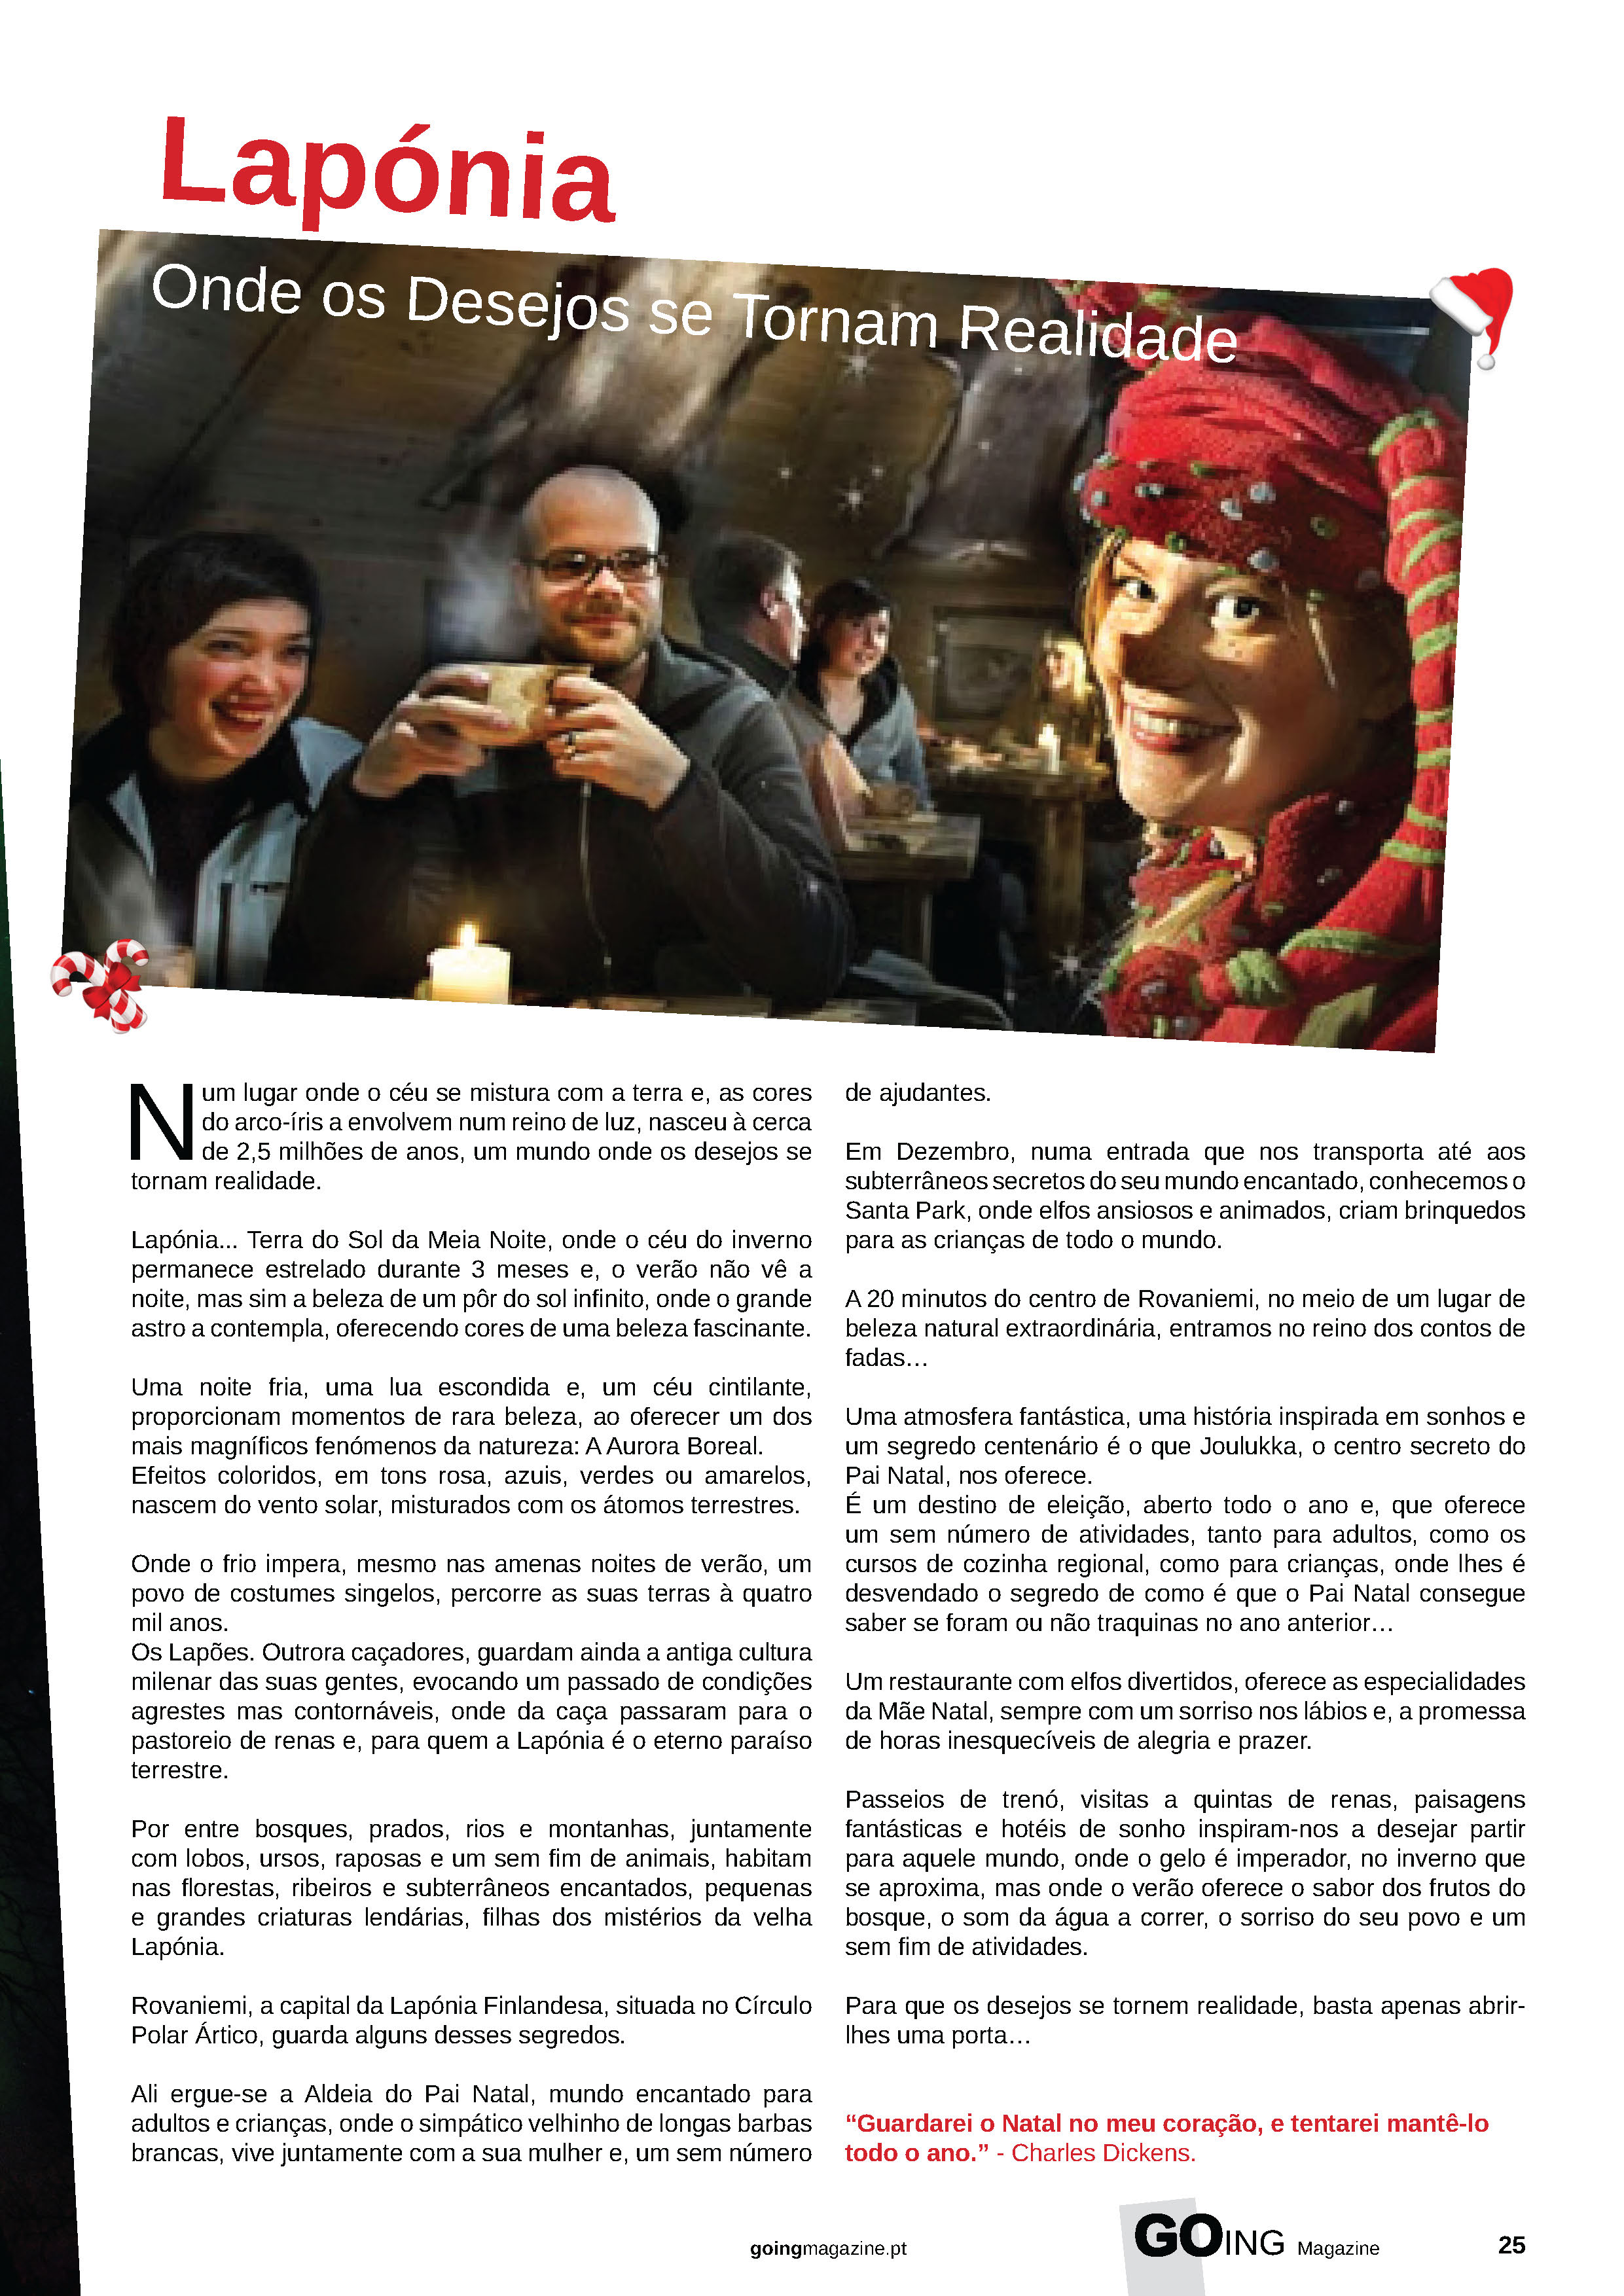 Lapónia
Onde os Desejos se Tornam Realidade
Num lugar onde o céu se mistura com a terra e, as cores
do arco-íris a envolvem num reino de luz, nasceu à cerca
de 2,5 milhões de anos, um mundo onde os desejos se
tornam realidade.
Lapónia... Terra do Sol da Meia Noite, onde o céu do inverno
permanece estrelado durante 3 meses e, o verão não vê a
noite, mas sim a beleza de um pôr do sol infinito, onde o grande
astro a contempla, oferecendo cores de uma beleza fascinante.
Uma noite fria, uma lua escondida e, um céu cintilante,
proporcionam momentos de rara beleza, ao oferecer um dos
mais magníficos fenómenos da natureza: A Aurora Boreal.
Efeitos coloridos, em tons rosa, azuis, verdes ou amarelos,
nascem do vento solar, misturados com os átomos terrestres.
Onde o frio impera, mesmo nas amenas noites de verão, um
povo de costumes singelos, percorre as suas terras à quatro
mil anos.
Os Lapões. Outrora caçadores, guardam ainda a antiga cultura
milenar das suas gentes, evocando um passado de condições
agrestes mas contornáveis, onde da caça passaram para o
pastoreio de renas e, para quem a Lapónia é o eterno paraíso
terrestre.
Por entre bosques, prados, rios e montanhas, juntamente
com lobos, ursos, raposas e um sem fim de animais, habitam
nas florestas, ribeiros e subterrâneos encantados, pequenas
e grandes criaturas lendárias, filhas dos mistérios da velha
Lapónia.
Rovaniemi, a capital da Lapónia Finlandesa, situada no Círculo
Polar Ártico, guarda alguns desses segredos.
Ali ergue-se a Aldeia do Pai Natal, mundo encantado para
adultos e crianças, onde o simpático velhinho de longas barbas
brancas, vive juntamente com a sua mulher e, um sem número
de ajudantes.
Em Dezembro, numa entrada que nos transporta até aos
subterrâneos secretos do seu mundo encantado, conhecemos o
Santa Park, onde elfos ansiosos e animados, criam brinquedos
para as crianças de todo o mundo.
A 20 minutos do centro de Rovaniemi, no meio de um lugar de
beleza natural extraordinária, entramos no reino dos contos de
fadas…
Uma atmosfera fantástica, uma história inspirada em sonhos e
um segredo centenário é o que Joulukka, o centro secreto do
Pai Natal, nos oferece.
É um destino de eleição, aberto todo o ano e, que oferece
um sem número de atividades, tanto para adultos, como os
cursos de cozinha regional, como para crianças, onde lhes é
desvendado o segredo de como é que o Pai Natal consegue
saber se foram ou não traquinas no ano anterior…
Um restaurante com elfos divertidos, oferece as especialidades
da Mãe Natal, sempre com um sorriso nos lábios e, a promessa
de horas inesquecíveis de alegria e prazer.
Passeios de trenó, visitas a quintas de renas, paisagens
fantásticas e hotéis de sonho inspiram-nos a desejar partir
para aquele mundo, onde o gelo é imperador, no inverno que
se aproxima, mas onde o verão oferece o sabor dos frutos do
bosque, o som da água a correr, o sorriso do seu povo e um
sem fim de atividades.
Para que os desejos se tornem realidade, basta apenas abrir-
lhes uma porta…
“Guardarei o Natal no meu coração, e tentarei mantê-lo
todo o ano.” - Charles Dickens.
goingmagazine.pt
GOING Magazine
25